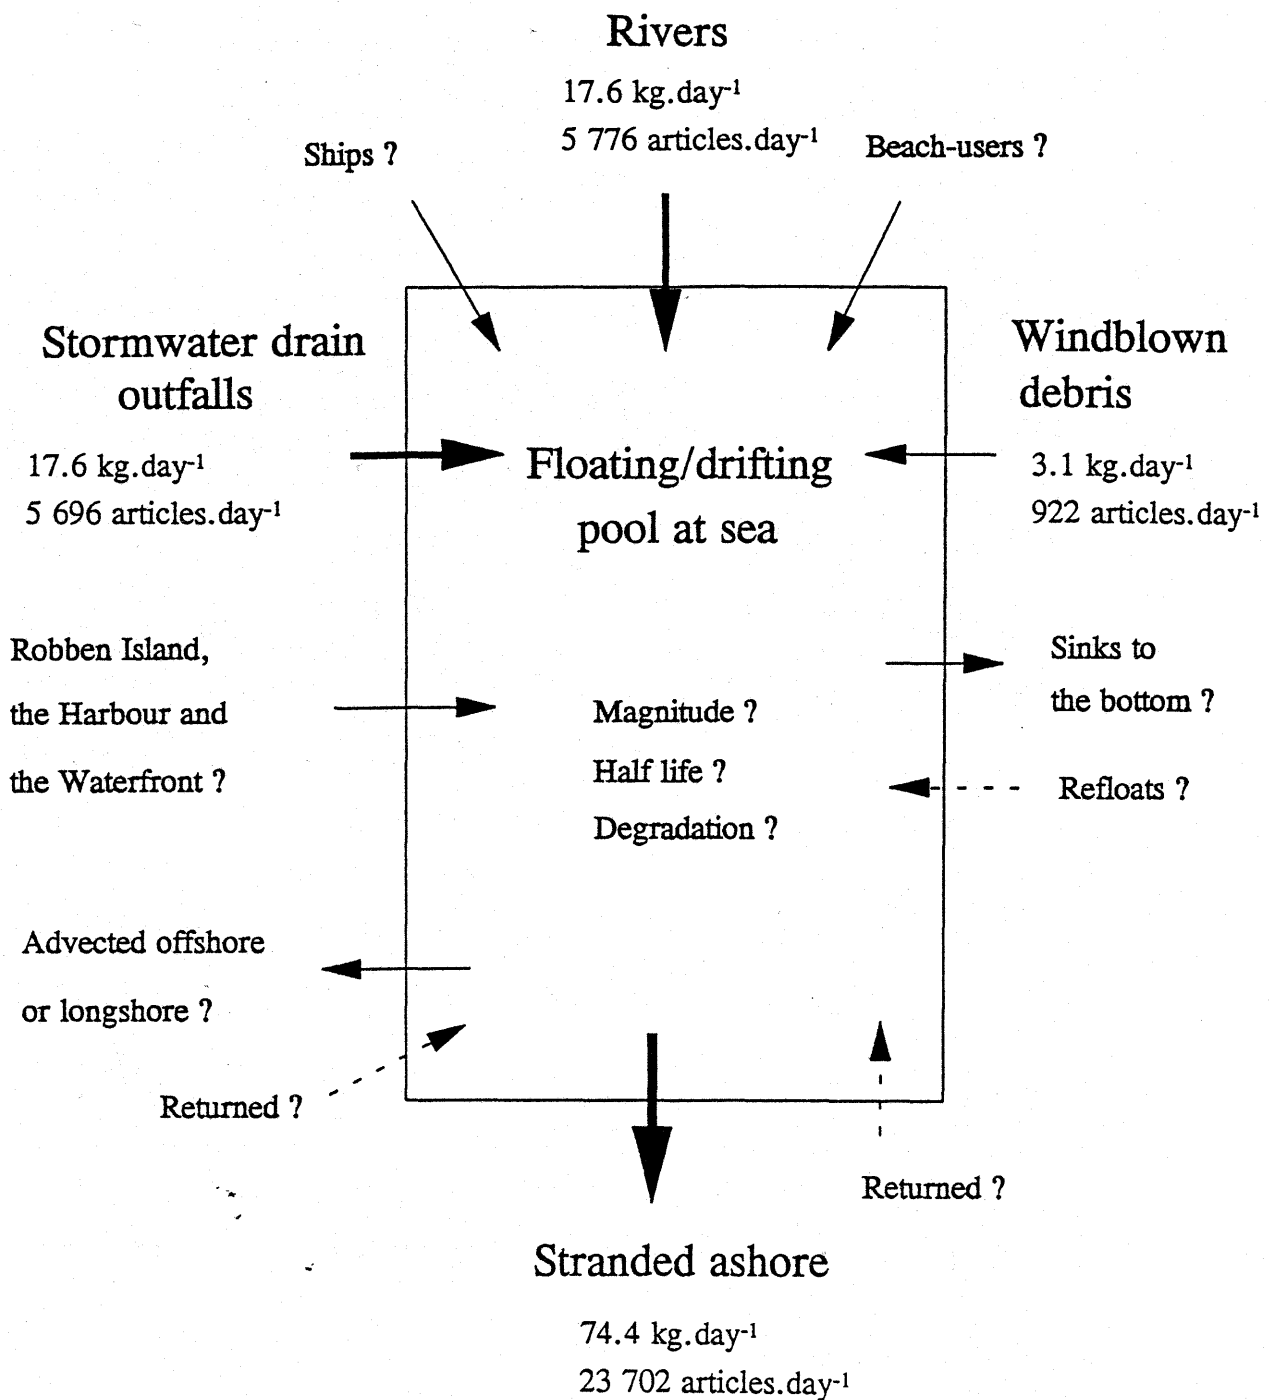 Rivers
17.6 kg.day⁻¹
5 776 articles.day⁻¹
Ships ?
Beach-users ?
Stormwater drain
outfalls
17.6 kg.day⁻¹
5 696 articles.day⁻¹
Windblown
debris
3.1 kg.day⁻¹
922 articles.day⁻¹
Floating/drifting
pool at sea
Robben Island,
the Harbour and
the Waterfront ?
Magnitude ?
Half life ?
Degradation ?
Sinks to
the bottom ?
Refloats ?
Advected offshore
or longshore ?
Returned ?
Returned ?
Stranded ashore
74.4 kg.day⁻¹
23 702 articles.day⁻¹